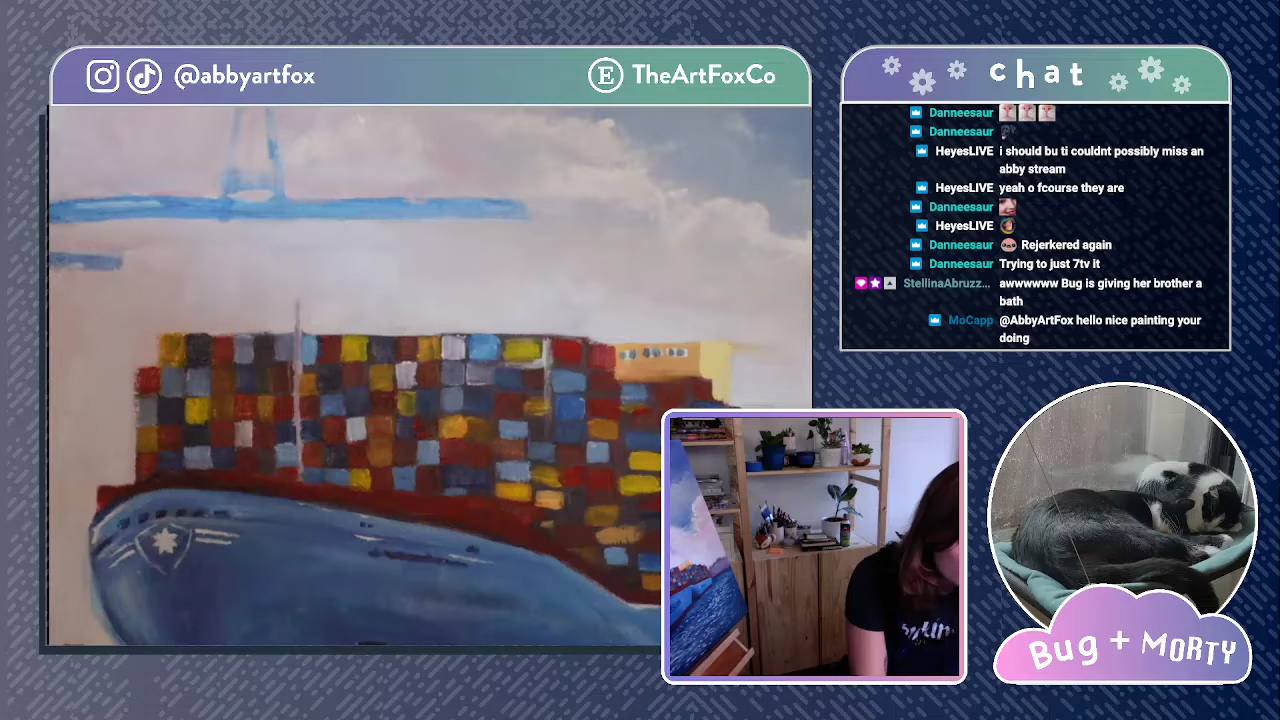 @abbyartfox
E TheArtFoxCo
chat
Danneesaur
Danneesaur
HeyesLIVE i should bu ti couldnt possibly miss an
abby stream
HeyesLIVE yeah o fcourse they are
Danneesaur
HeyesLIVE
Danneesaur Rejerkered again
Danneesaur Trying to just 7tv it
StellinaAbruzz... awwwwww Bug is giving her brother a
bath
MoCapp @AbbyArtFox hello nice painting your
doing
Bug + MORTY